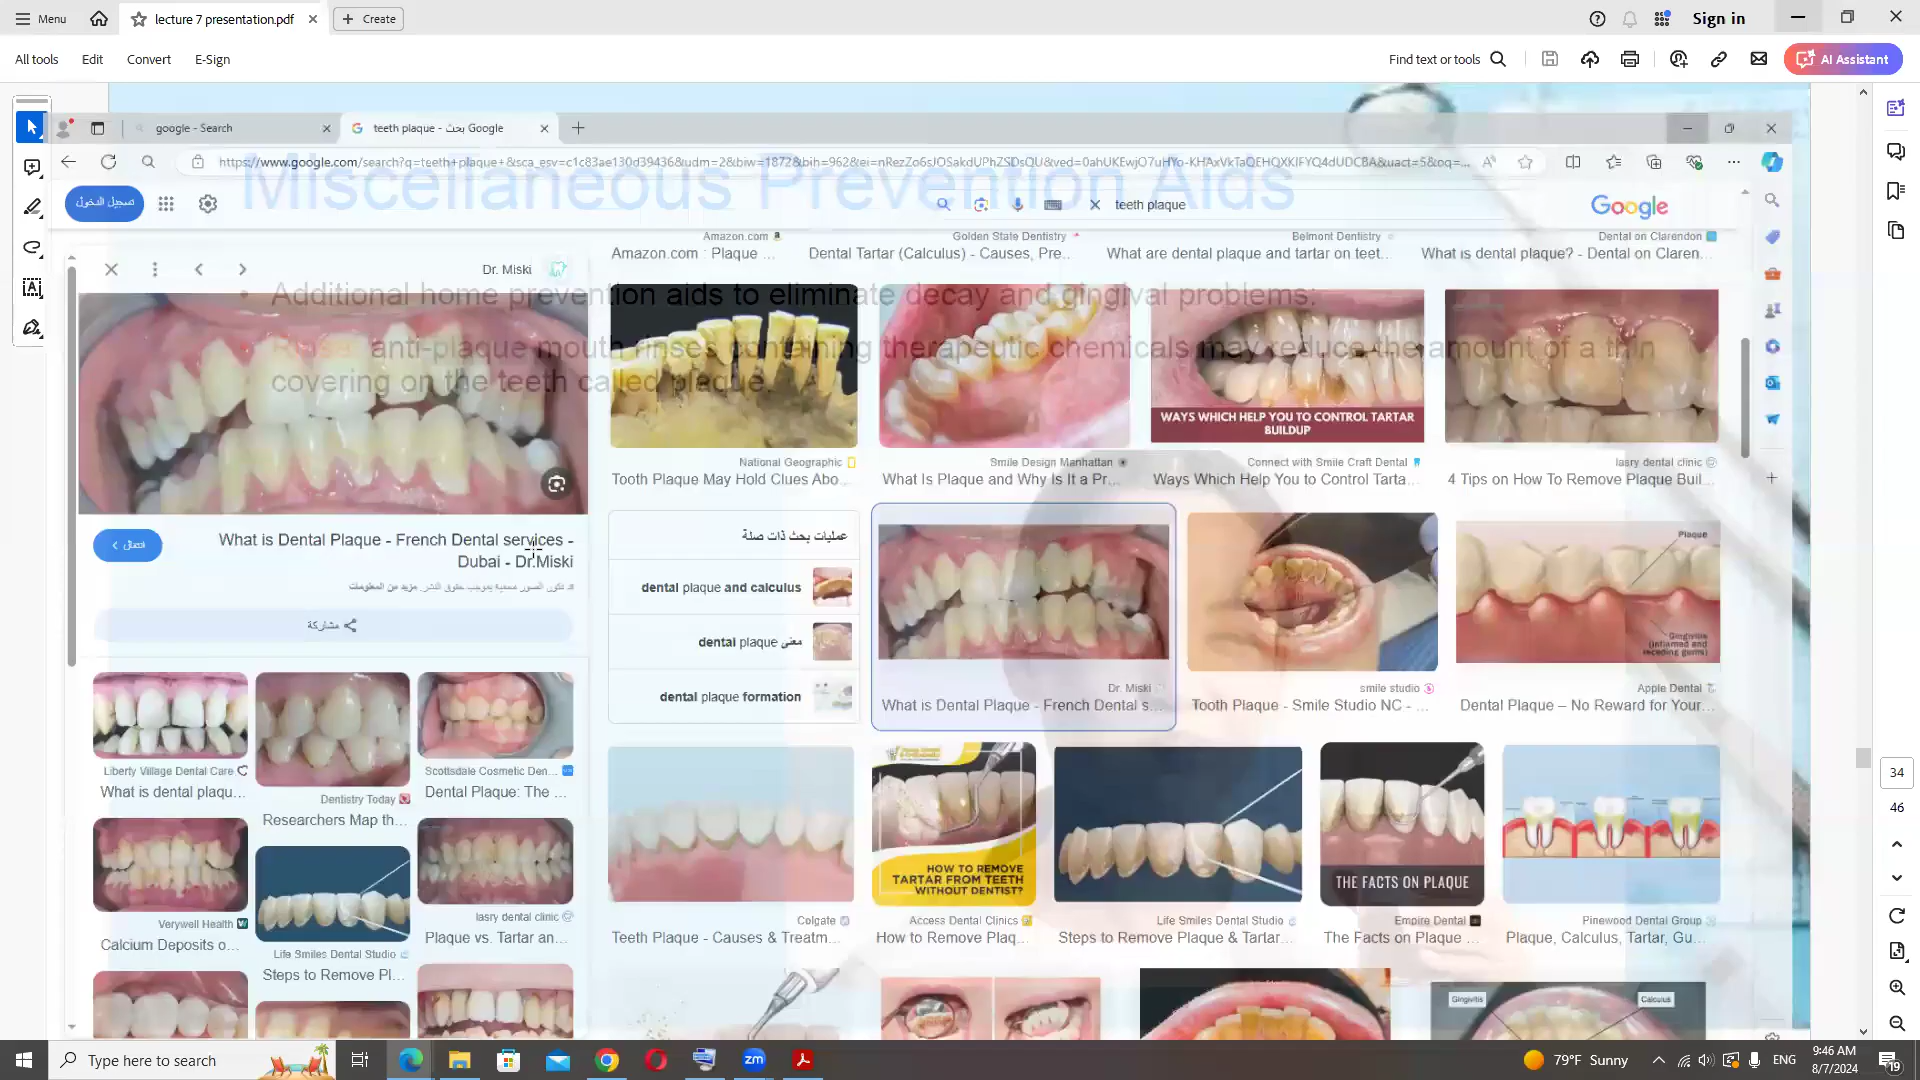 Menu
lecture 7 presentation.pdf
Create
Sign in
All tools
Edit
Convert
E-Sign
Find text or tools
AI Assistant
google - Search
teeth plaque - بحث Google
Miscellaneous Prevention Aids
تسجيل الدخول
teeth plaque
Google
Additional home prevention aids to eliminate decay and gingival problems:
Rinse: anti-plaque mouth rinses containing therapeutic chemicals may reduce the amount of a thin
covering on the teeth called plaque.
Dr. Miski
What is Dental Plaque - French Dental services -
Dubai - Dr.Miski
انتقال
مشاركة
Liberty Village Dental Care
What is dental plaqu...
Dentistry Today
Researchers Map th...
Scottsdale Cosmetic Den...
Dental Plaque: The ...
Verywell Health
Calcium Deposits o...
Life Smiles Dental Studio
Steps to Remove Pl...
lasry dental clinic
Plaque vs. Tartar an...
Amazon.com
Amazon.com : Plaque ...
Golden State Dentistry
Dental Tartar (Calculus) - Causes, Pre...
Belmont Dentistry
What are dental plaque and tartar on teet...
Dental on Clarendon
What is dental plaque? - Dental on Claren...
National Geographic
Tooth Plaque May Hold Clues Abo...
Smile Design Manhattan
What Is Plaque and Why Is It a Pr...
WAYS WHICH HELP YOU TO CONTROL TARTAR
BUILDUP
Connect with Smile Craft Dental
Ways Which Help You to Control Tarta...
lasry dental clinic
4 Tips on How To Remove Plaque Buil...
عمليات بحث ذات صلة
dental plaque and calculus
dental plaque معنى
dental plaque formation
Dr. Miski
What is Dental Plaque - French Dental s...
smile studio
Tooth Plaque - Smile Studio NC - ...
Plaque
Gingivitis
(inflamed and
receding gums)
Apple Dental
Dental Plaque – No Reward for Your...
Colgate
Teeth Plaque - Causes & Treatm...
HOW TO REMOVE
TARTAR FROM TEETH
WITHOUT DENTIST?
Access Dental Clinics
How to Remove Plaq...
Life Smiles Dental Studio
Steps to Remove Plaque & Tartar...
THE FACTS ON PLAQUE
Empire Dental
The Facts on Plaque ...
Pinewood Dental Group
Plaque, Calculus, Tartar, Gu...
Gingivitis
Calculus
34
46
Type here to search
zm
79°F Sunny
ENG
9:46 AM
8/7/2024
19